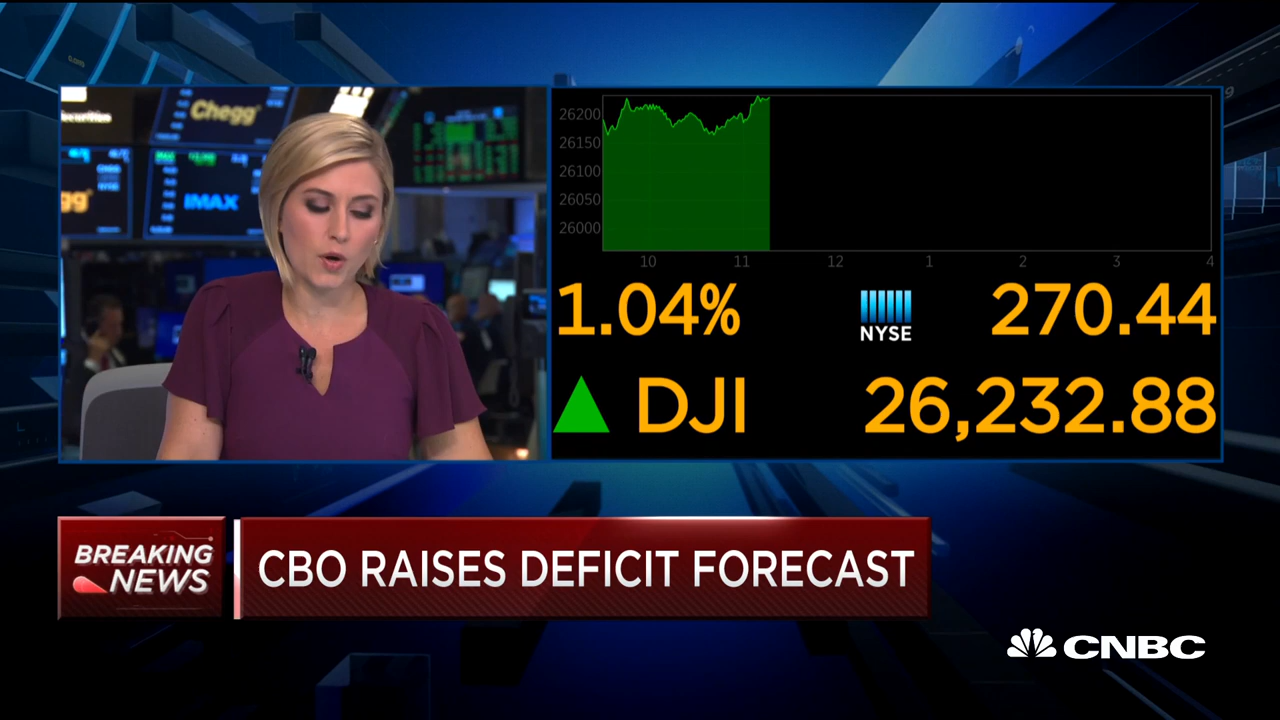 Chegg
IMAX
gg
26200
26150
26100
26050
26000
10 11 12 1 2 3 4
1.04% NYSE 270.44
DJI 26,232.88
BREAKING
NEWS
CBO RAISES DEFICIT FORECAST
CNBC